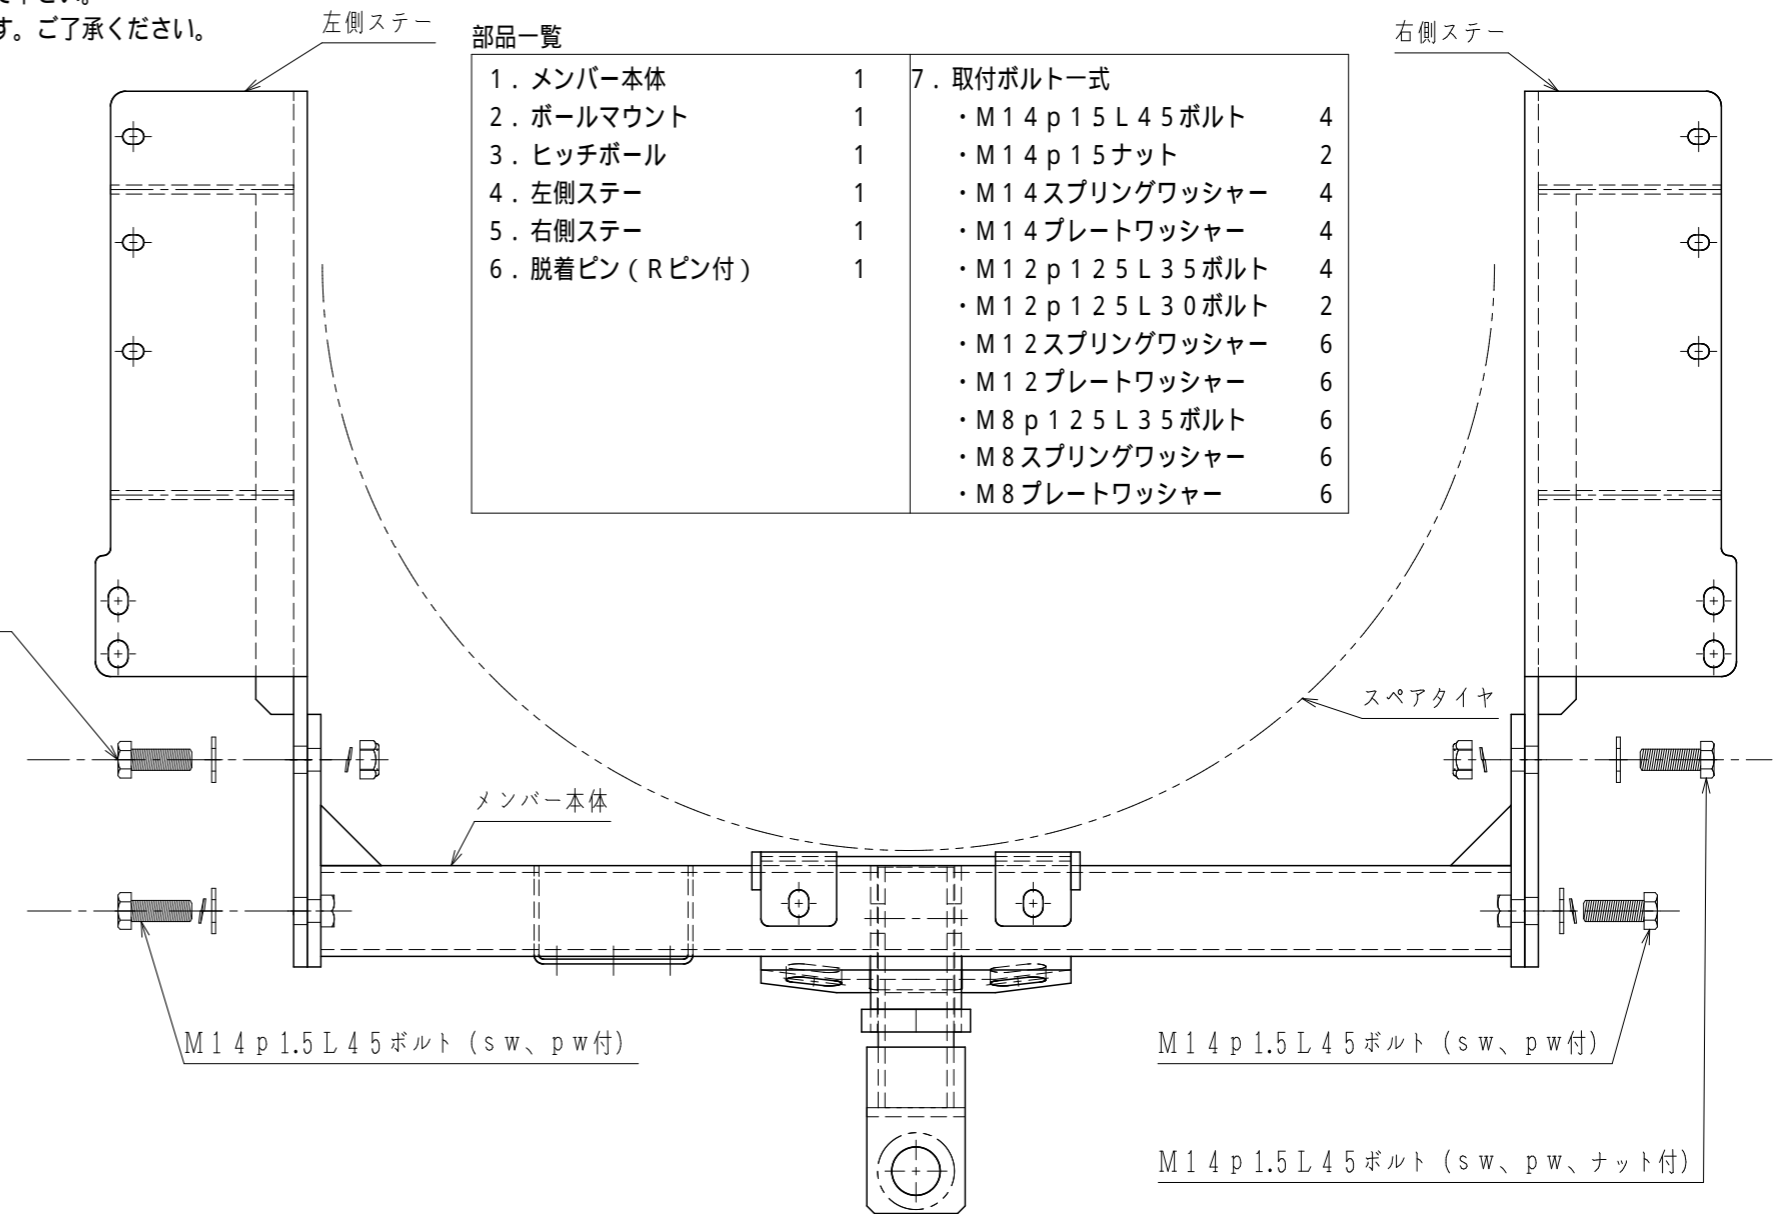 す。ご了承ください。
左側ステー
部品一覧
右側ステー
1．メンバー本体 1
2．ボールマウント 1
3．ヒッチボール 1
4．左側ステー 1
5．右側ステー 1
6．脱着ピン（Rピン付） 1
7．取付ボルト一式
・M14p15L45ボルト 4
・M14p15ナット 2
・M14スプリングワッシャー 4
・M14プレートワッシャー 4
・M12p125L35ボルト 4
・M12p125L30ボルト 2
・M12スプリングワッシャー 6
・M12プレートワッシャー 6
・M8p125L35ボルト 6
・M8スプリングワッシャー 6
・M8プレートワッシャー 6
スペアタイヤ
メンバー本体
M14p1.5L45ボルト（sw、pw付）
M14p1.5L45ボルト（sw、pw付）
M14p1.5L45ボルト（sw、pw、ナット付）